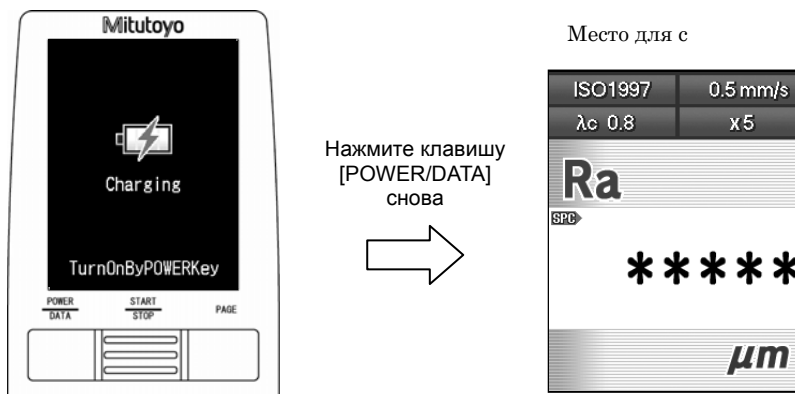 Mitutoyo
Charging
TurnOnByPOWERKey
POWER
DATA
START
STOP
PAGE
Нажмите клавишу
[POWER/DATA]
снова
Место для с
ISO1997 0.5 mm/s
λc 0.8 x5
Ra
SPC
*****
µm